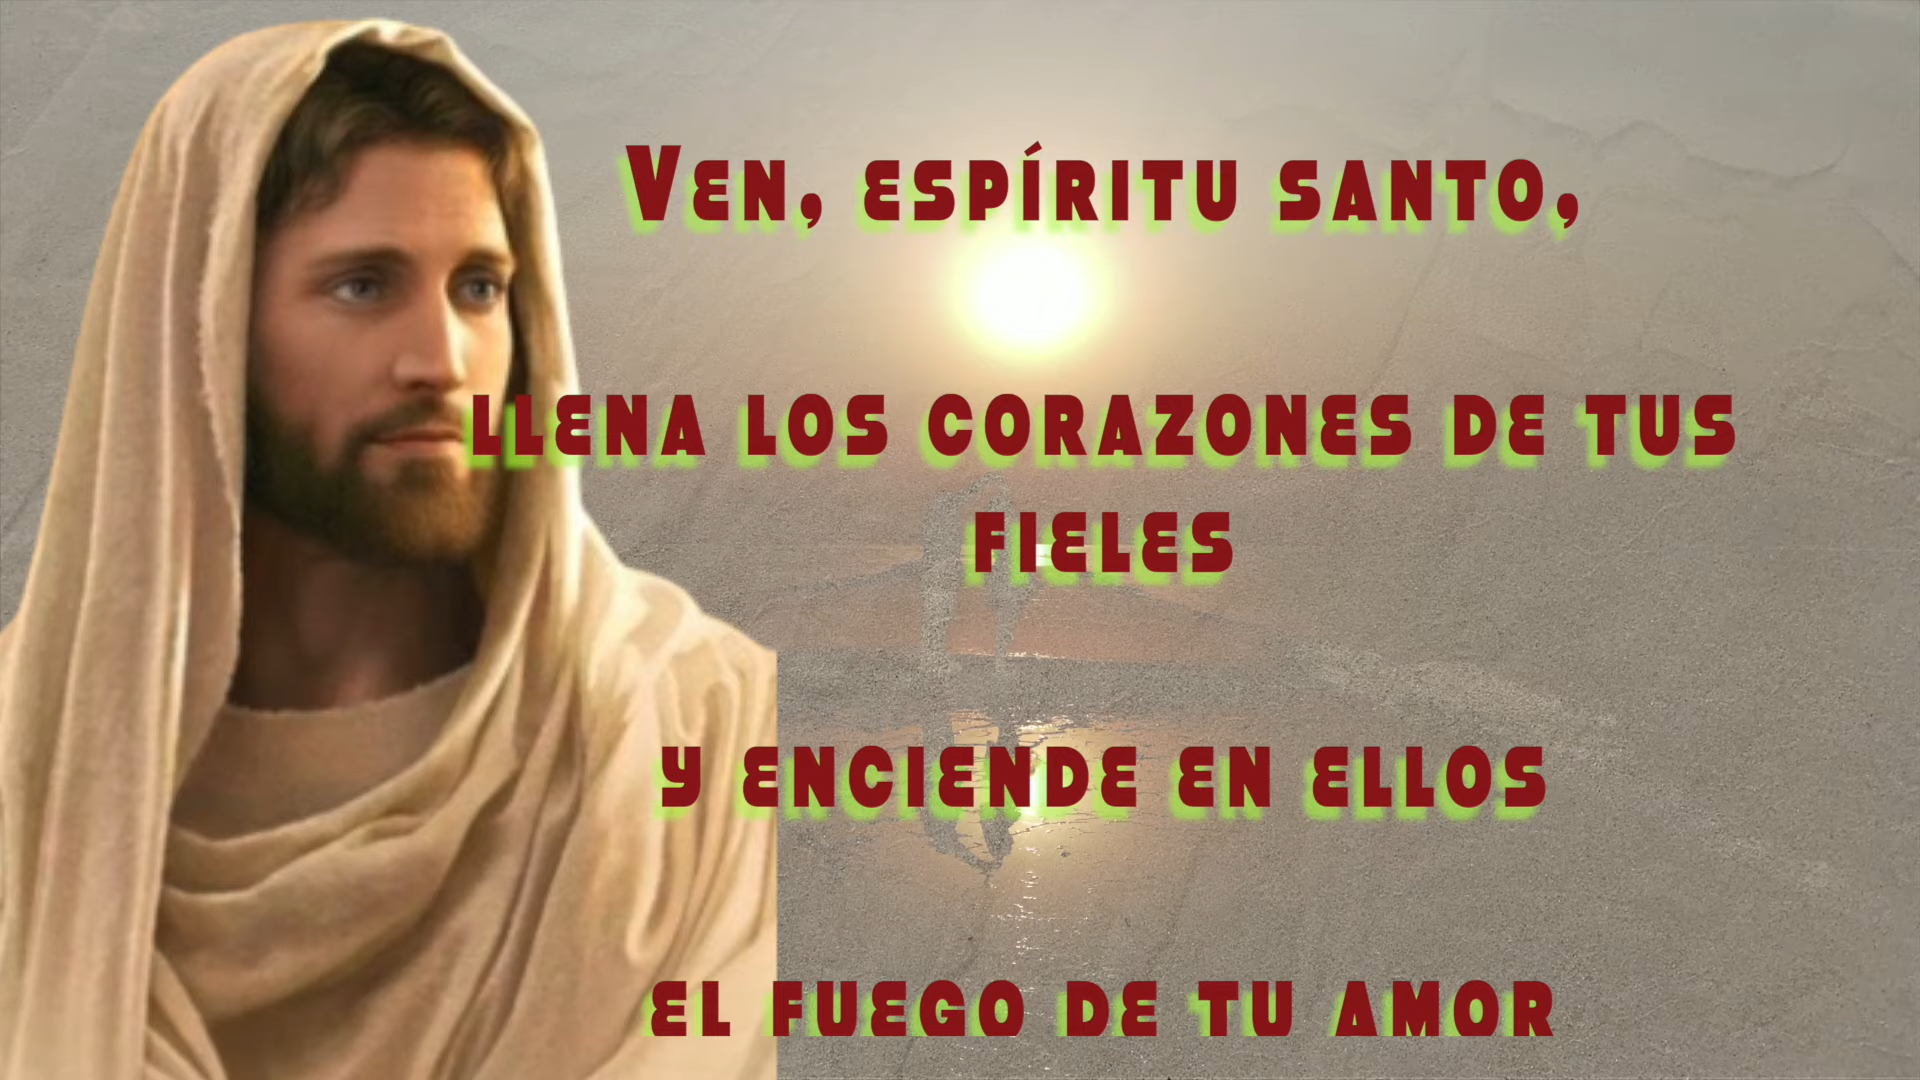 Ven, espíritu santo,
llena los corazones de tus
fieles
y enciende en ellos
el fuego de tu amor